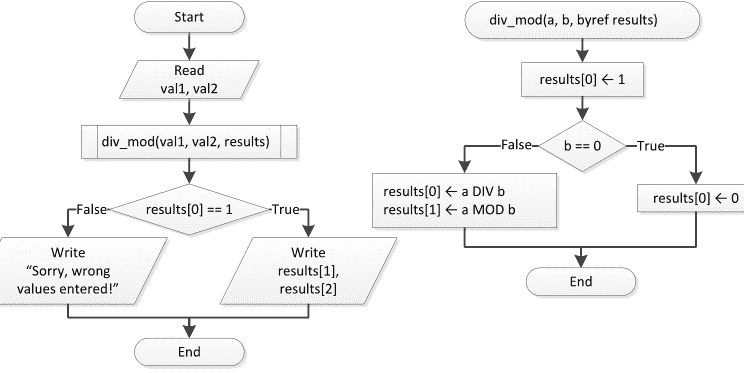 Start
Read
val1, val2
div_mod(val1, val2, results)
results[0] == 1
False
True
Write
“Sorry, wrong
values entered!”
Write
results[1],
results[2]
End
div_mod(a, b, byref results)
results[0] ← 1
b == 0
False
True
results[0] ← a DIV b
results[1] ← a MOD b
results[0] ← 0
End